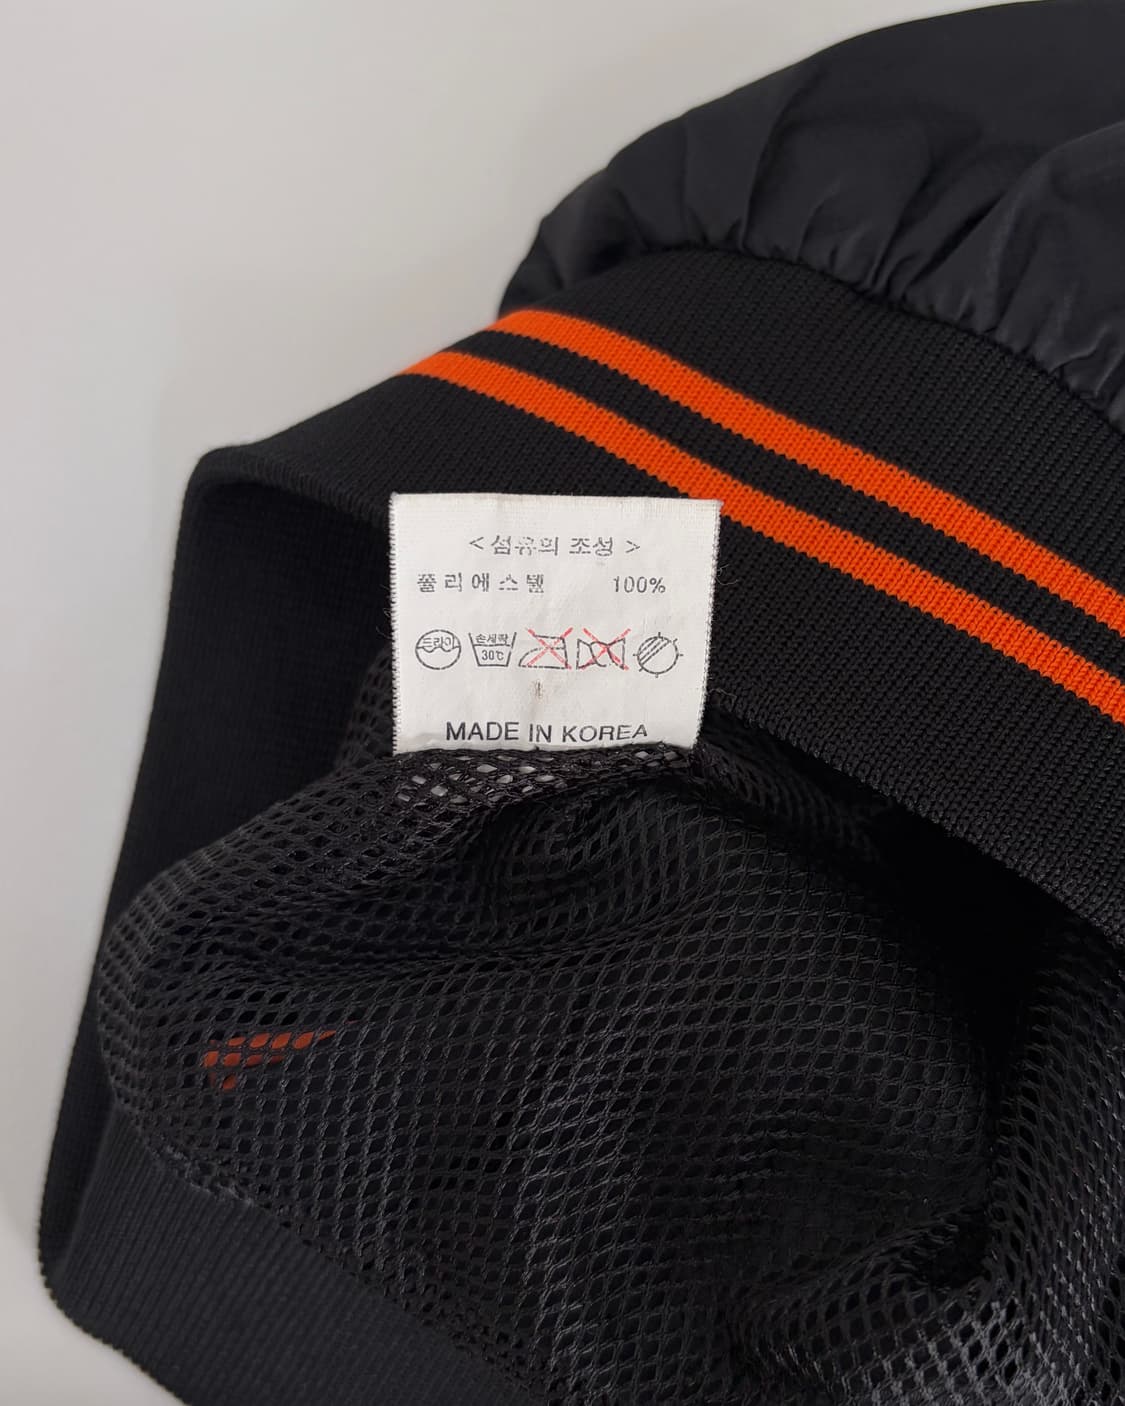 <섬유의 조성>
폴리에스텔 100%
드라이 손세탁 30℃
MADE IN KOREA